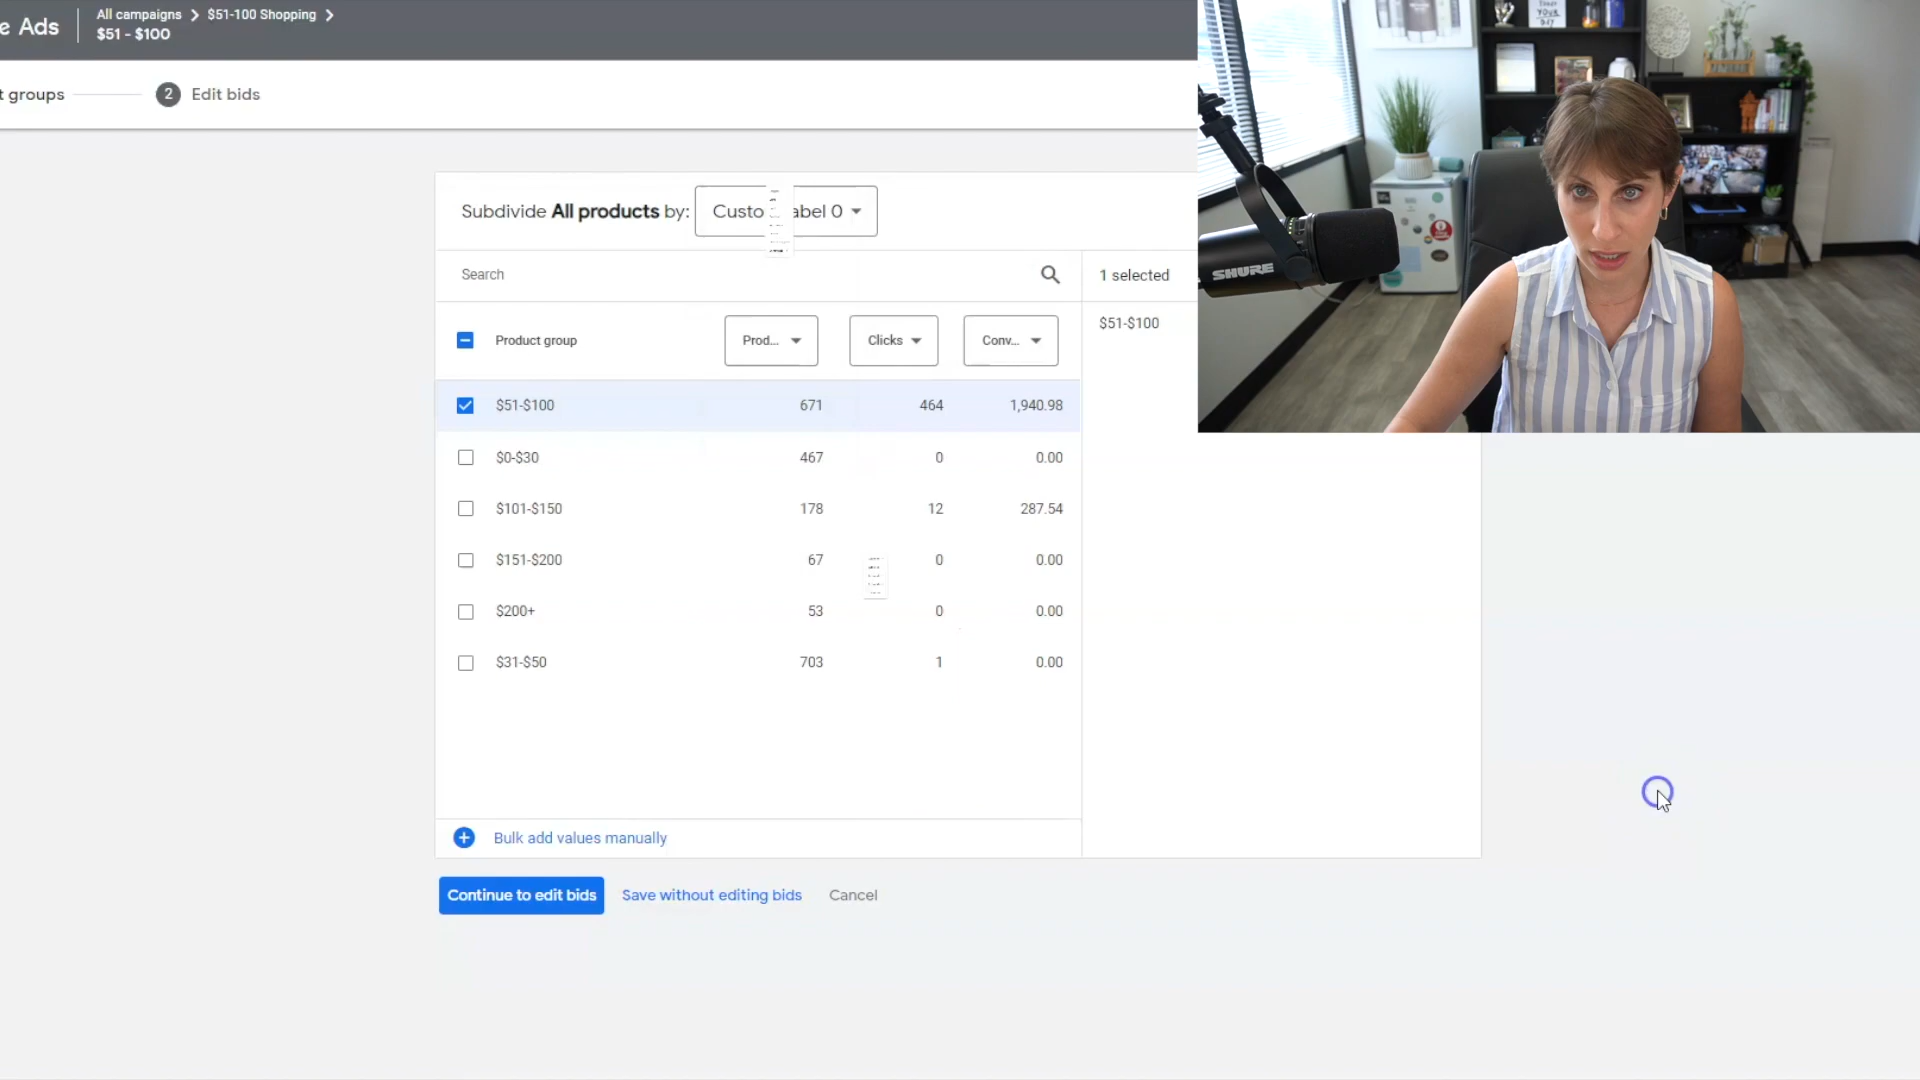 e Ads
All campaigns > $51-100 Shopping >
$51 - $100
t groups
2 Edit bids
Subdivide All products by: Custo abel 0
Search
1 selected
Product group Prod... Clicks Conv...
$51-$100
$51-$100 671 464 1,940.98
$0-$30 467 0 0.00
$101-$150 178 12 287.54
$151-$200 67 0 0.00
$200+ 53 0 0.00
$31-$50 703 1 0.00
Bulk add values manually
Continue to edit bids Save without editing bids Cancel
SHURE